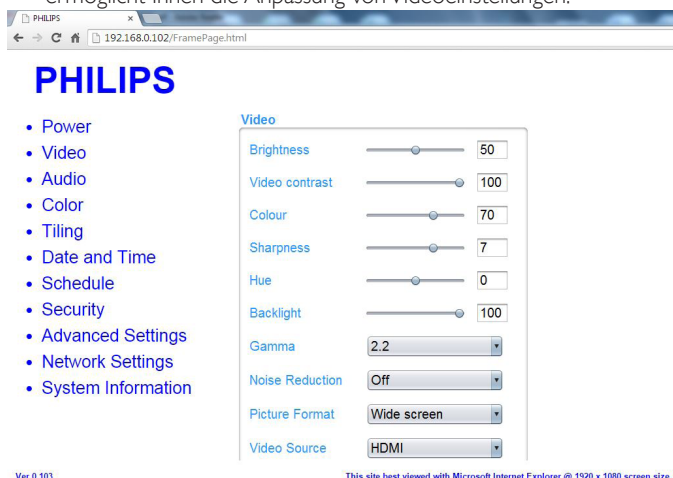 ermöglicht Ihnen die Anpassung von Videoeinstellungen.
PHILIPS
192.168.0.102/FramePage.html
PHILIPS
• Power
• Video
• Audio
• Color
• Tiling
• Date and Time
• Schedule
• Security
• Advanced Settings
• Network Settings
• System Information
Video
Brightness 50
Video contrast 100
Colour 70
Sharpness 7
Hue 0
Backlight 100
Gamma 2.2
Noise Reduction Off
Picture Format Wide screen
Video Source HDMI
Ver 0.103
This site best viewed with Microsoft Internet Explorer @ 1920 x 1080 screen size